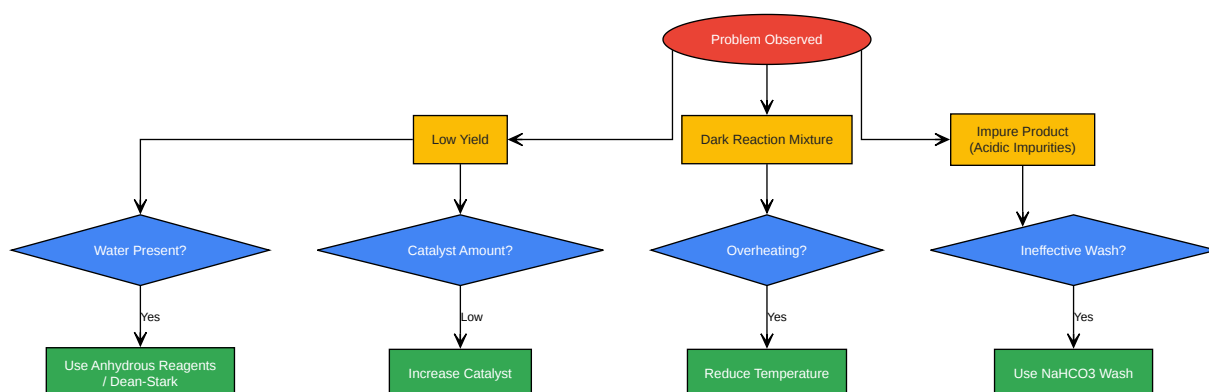 Problem Observed
Low Yield
Dark Reaction Mixture
Impure Product
(Acidic Impurities)
Water Present?
Catalyst Amount?
Overheating?
Ineffective Wash?
Yes
Low
Yes
Yes
Use Anhydrous Reagents
/ Dean-Stark
Increase Catalyst
Reduce Temperature
Use NaHCO3 Wash